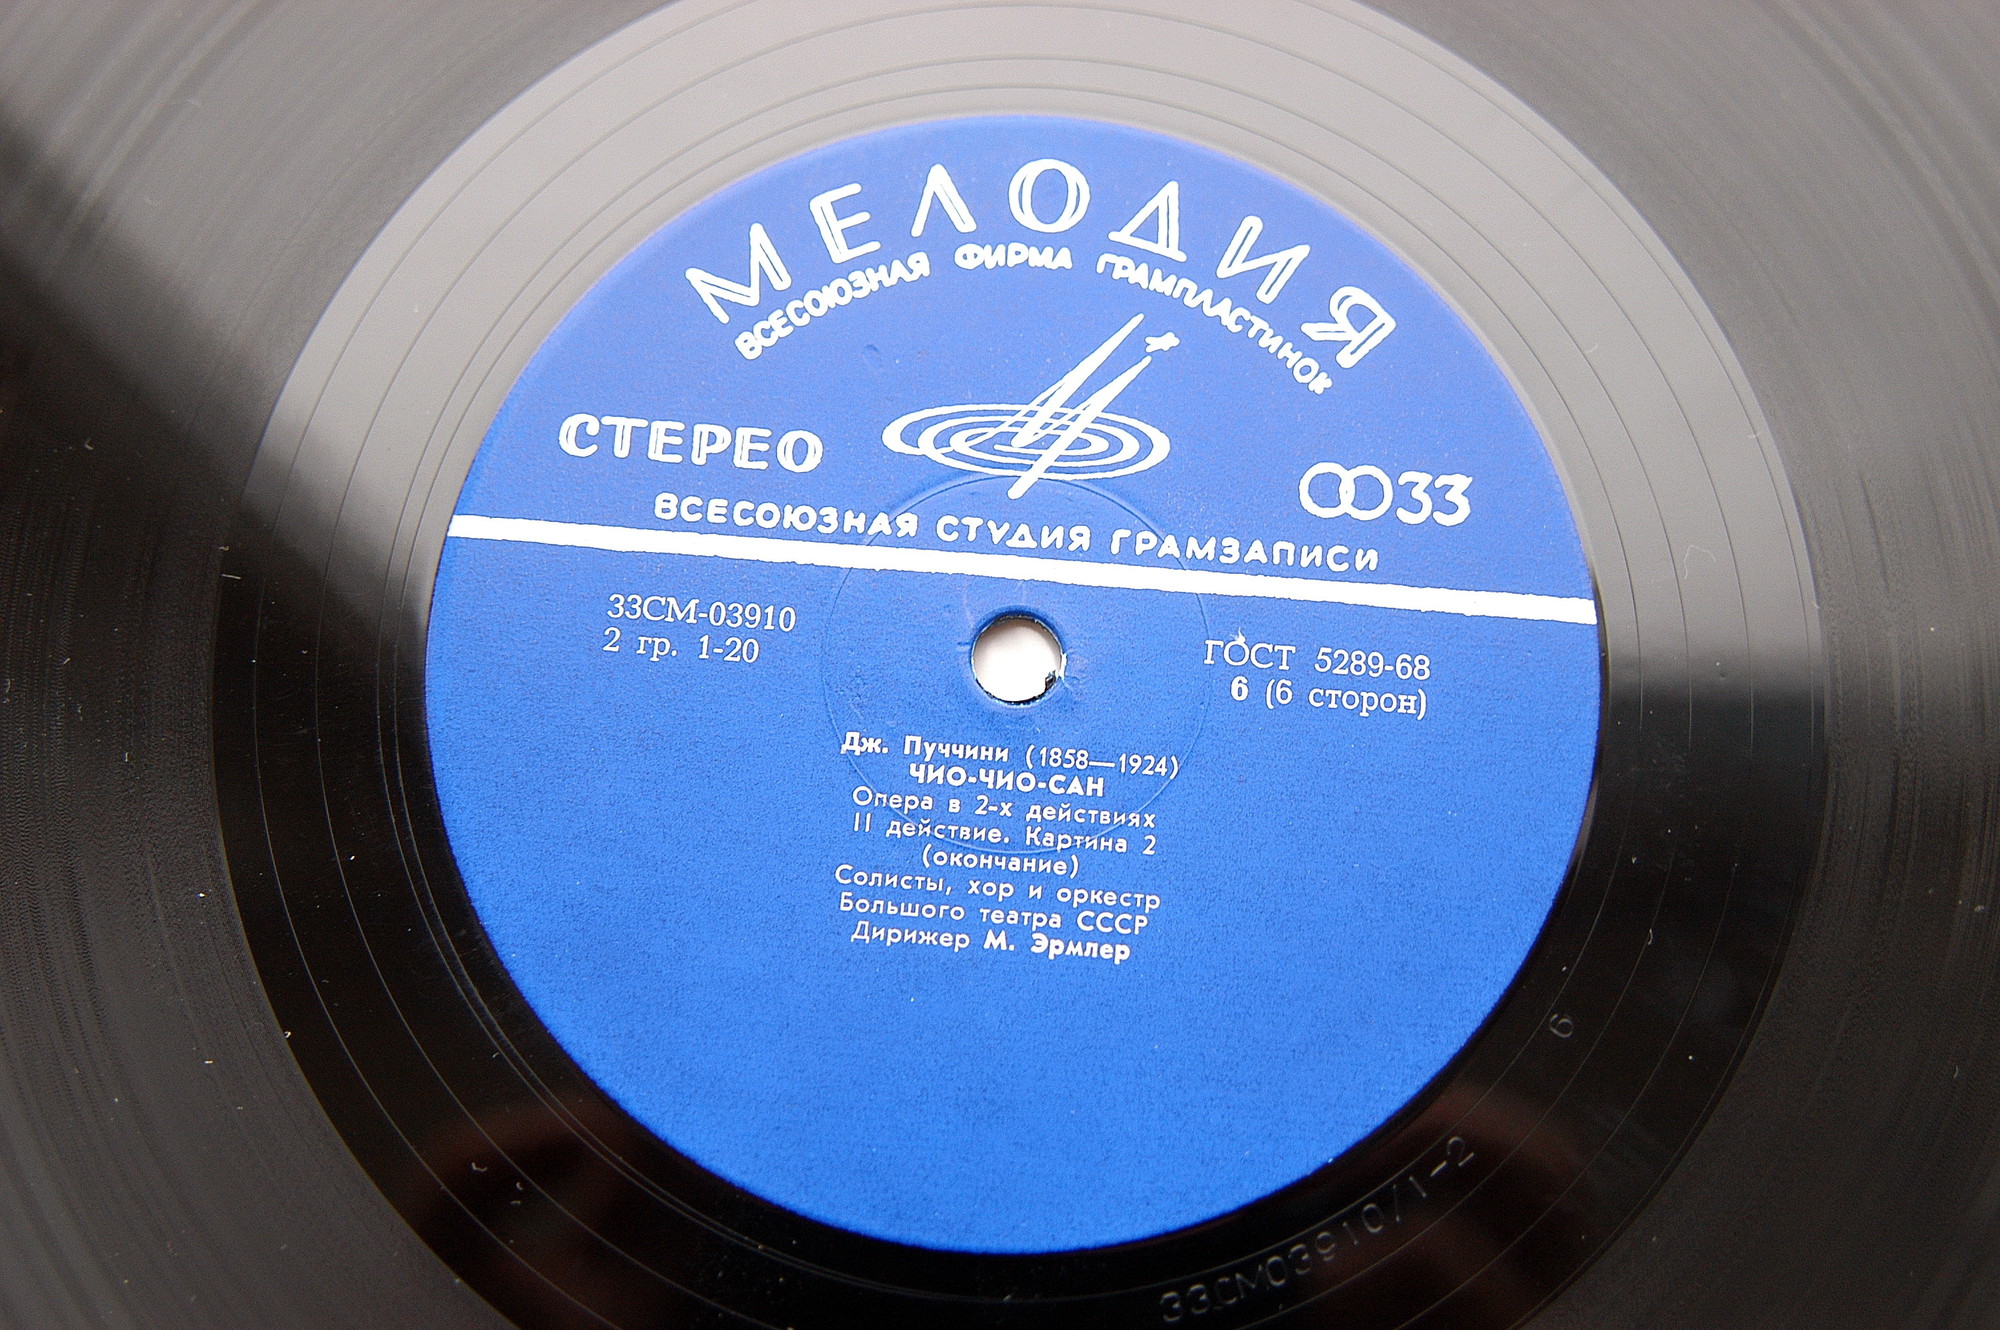 МЕЛОДИЯ
ВСЕСОЮЗНАЯ ФИРМА ГРАМПЛАСТИНОК
СТЕРЕО
33
ВСЕСОЮЗНАЯ СТУДИЯ ГРАМЗАПИСИ
33СМ-03910
2 гр. 1-20
ГОСТ 5289-68
6 (6 сторон)
Дж. Пуччини (1858—1924)
ЧИО-ЧИО-САН
Опера в 2-х действиях
II действие. Картина 2
(окончание)
Солисты, хор и оркестр
Большого театра СССР
Дирижер М. Эрмлер
6
33СМ03910/1-2